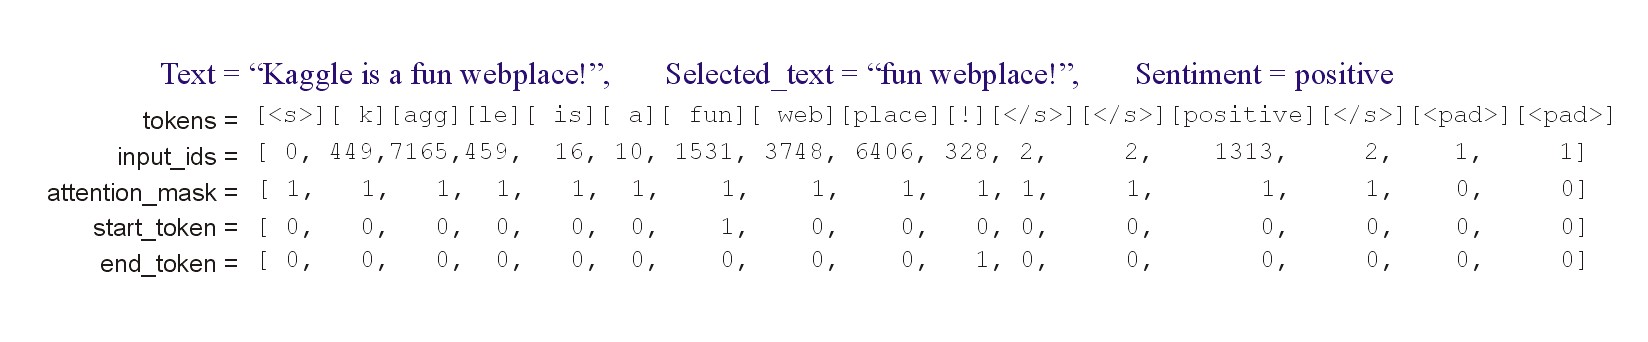 Text = “Kaggle is a fun webplace!”, Selected_text = “fun webplace!”, Sentiment = positive
tokens = [<s>][ k][agg][le][ is][ a][ fun][ web][place][!][</s>][</s>][positive][</s>][<pad>][<pad>]
input_ids = [ 0, 449,7165,459, 16, 10, 1531, 3748, 6406, 328, 2, 2, 1313, 2, 1, 1]
attention_mask = [ 1, 1, 1, 1, 1, 1, 1, 1, 1, 1, 1, 1, 1, 1, 0, 0]
start_token = [ 0, 0, 0, 0, 0, 0, 1, 0, 0, 0, 0, 0, 0, 0, 0, 0]
end_token = [ 0, 0, 0, 0, 0, 0, 0, 0, 0, 1, 0, 0, 0, 0, 0, 0]